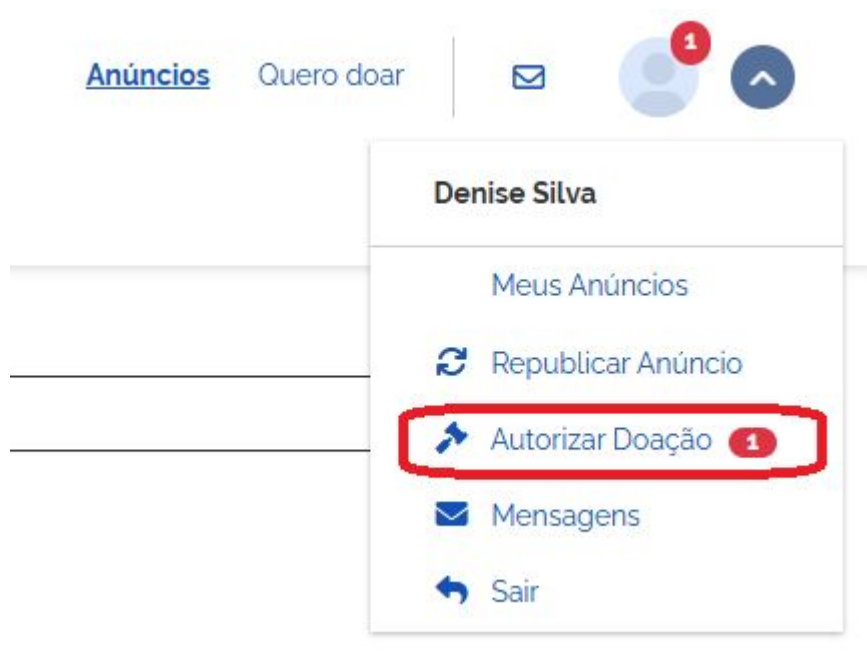 Anúncios Quero doar 1
Denise Silva
Meus Anúncios
Republicar Anúncio
Autorizar Doação 1
Mensagens
Sair